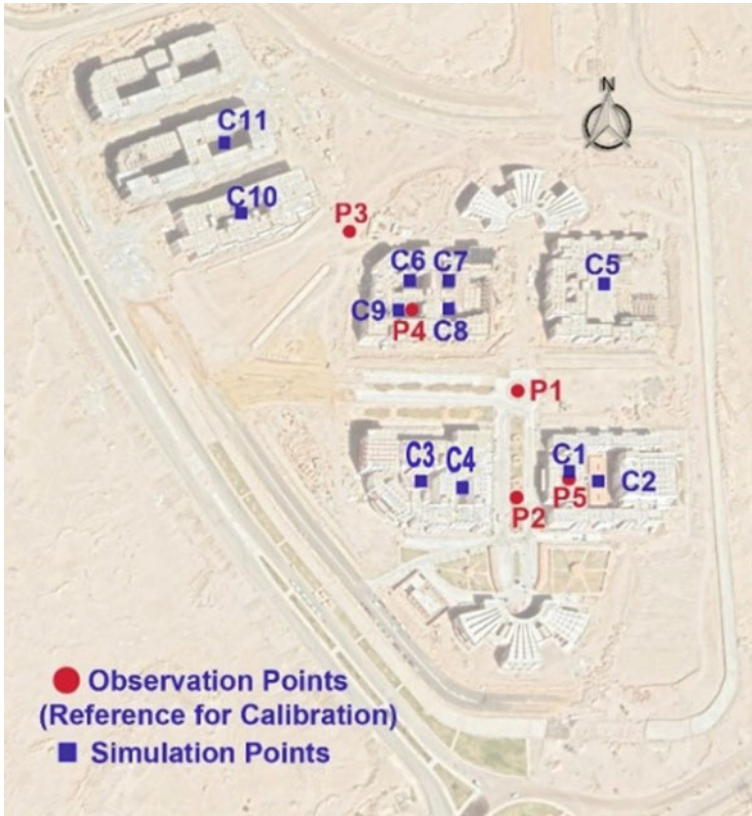 N
C11
C10
P3
C6 C7
C5
C9
P4 C8
P1
C3 C4
C1
C2
P5
P2
Observation Points
(Reference for Calibration)
Simulation Points